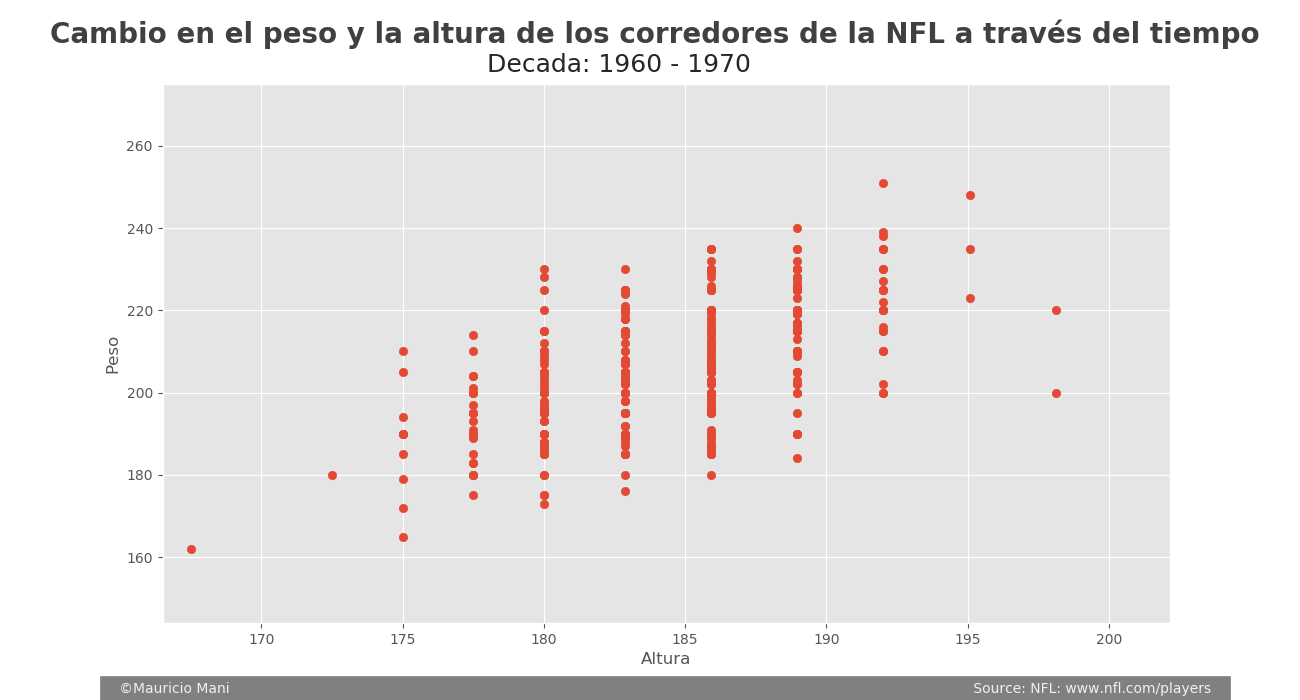 Cambio en el peso y la altura de los corredores de la NFL a través del tiempo
Decada: 1960 - 1970
260
240
220
200
180
160
Peso
170 175 180 185 190 195 200
Altura
©Mauricio Mani Source: NFL: www.nfl.com/players